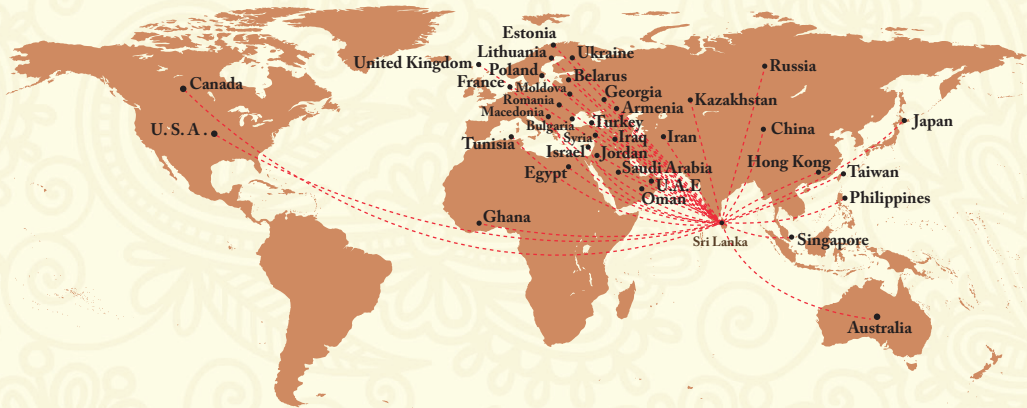 Estonia
Lithuania
Ukraine
United Kingdom
Poland
Russia
France
Belarus
Canada
Moldova
Georgia
Romania
Kazakhstan
Armenia
Macedonia
Turkey
Japan
Bulgaria
U. S. A .
China
Syria
Iraq
Iran
Tunisia
Israel
Jordan
Hong Kong
Saudi Arabia
Egypt
Taiwan
U.A.E
Oman
Philippines
Ghana
Sri Lanka
Singapore
Australia